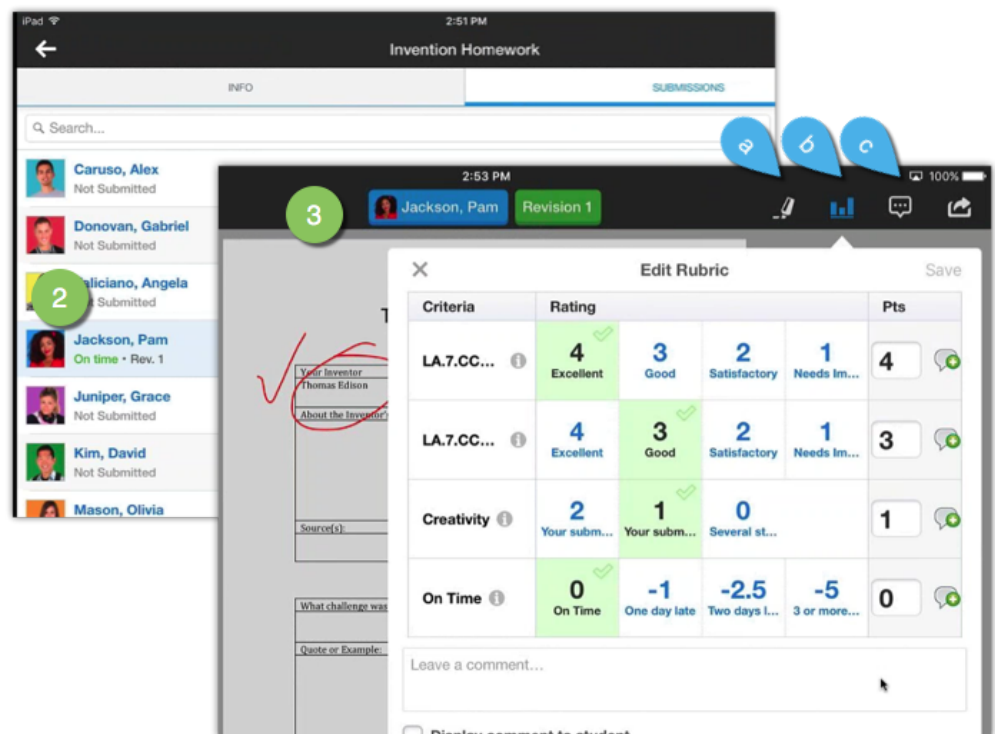 iPad 2:51 PM
Invention Homework
INFO SUBMISSIONS
Search...
Caruso, Alex
Not Submitted
Donovan, Gabriel
Not Submitted
aliciano, Angela
Submitted
2
Jackson, Pam
On time • Rev. 1
Juniper, Grace
Not Submitted
Kim, David
Not Submitted
Mason, Olivia
a b c
2:53 PM 100%
3
Jackson, Pam Revision 1
T
Your Inventor
Thomas Edison
About the Inventor's
Source(s):
What challenge was
Quote or Example:
Edit Rubric Save
Criteria Rating Pts
LA.7.CC... 4 3 2 1 4
Excellent Good Satisfactory Needs Im...
LA.7.CC... 4 3 2 1 3
Excellent Good Satisfactory Needs Im...
Creativity 2 1 0 1
Your subm... Your subm... Several st...
On Time 0 -1 -2.5 -5 0
On Time One day late Two days l... 3 or more...
Leave a comment...
Display comment to student